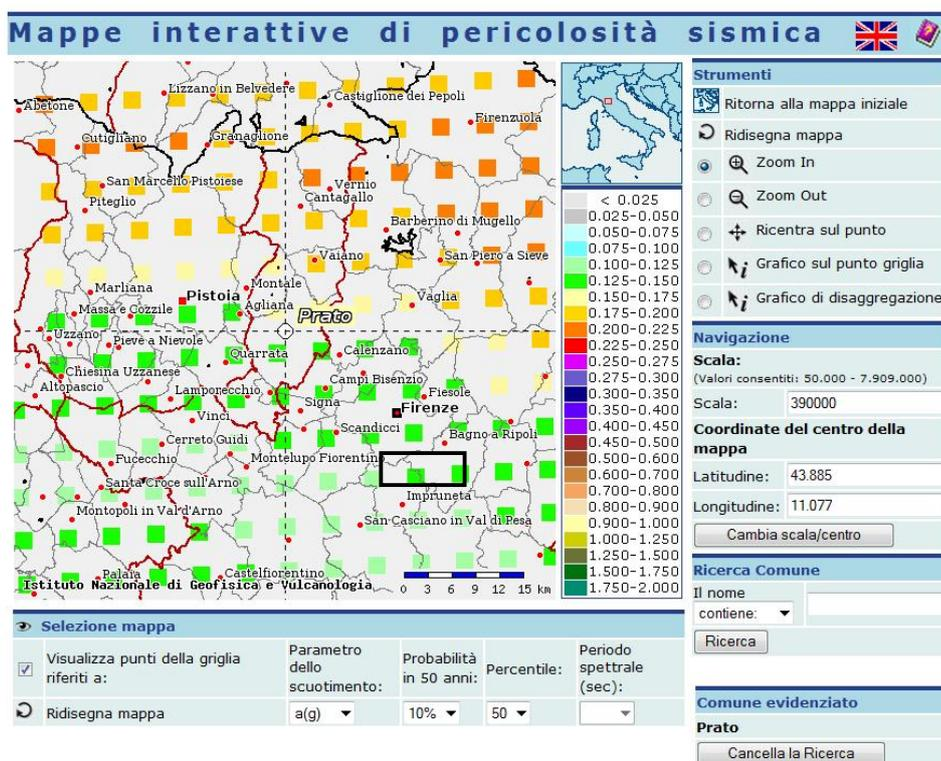 Mappe interattive di pericolosità sismica
Lizzano in Belvedere
Castiglione dei Pepoli
Abetone
Firenzuola
Cutigliano
Granaglione
San Marcello Pistoiese
Vernio
Piteglio
Cantagallo
Barberino di Mugello
Vaiano
San Piero a Sieve
Marliana
Montale
Pistoia
Vaglia
Massa e Cozzile
Agliana
Prato
Uzzano
Pieve a Nievole
Quarrata
Calenzano
Chiesina Uzzanese
Altopascio
Lamporecchio
Campi Bisenzio
Fiesole
Signa
Firenze
Vinci
Scandicci
Cerreto Guidi
Bagno a Ripoli
Fucecchio
Montelupo Fiorentino
Santa Croce sull'Arno
Impruneta
Montopoli in Val d'Arno
San Casciano in Val di Pesa
Palaia
Castelfiorentino
Istituto Nazionale di Geofisica e Vulcanologia
0 3 6 9 12 15 km
< 0.025
0.025-0.050
0.050-0.075
0.075-0.100
0.100-0.125
0.125-0.150
0.150-0.175
0.175-0.200
0.200-0.225
0.225-0.250
0.250-0.275
0.275-0.300
0.300-0.350
0.350-0.400
0.400-0.450
0.450-0.500
0.500-0.600
0.600-0.700
0.700-0.800
0.800-0.900
0.900-1.000
1.000-1.250
1.250-1.500
1.500-1.750
1.750-2.000
Strumenti
Ritorna alla mappa iniziale
Ridisegna mappa
Zoom In
Zoom Out
Ricentra sul punto
Grafico sul punto griglia
Grafico di disaggregazione
Navigazione
Scala:
(Valori consentiti: 50.000 - 7.909.000)
Scala: 390000
Coordinate del centro della
mappa
Latitudine: 43.885
Longitudine: 11.077
Cambia scala/centro
Ricerca Comune
Il nome
contiene:
Ricerca
Comune evidenziato
Prato
Cancella la Ricerca
Selezione mappa
Visualizza punti della griglia
riferiti a:
Parametro
dello
scuotimento:
Probabilità
in 50 anni:
Percentile:
Periodo
spettrale
(sec):
Ridisegna mappa
a(g)
10%
50